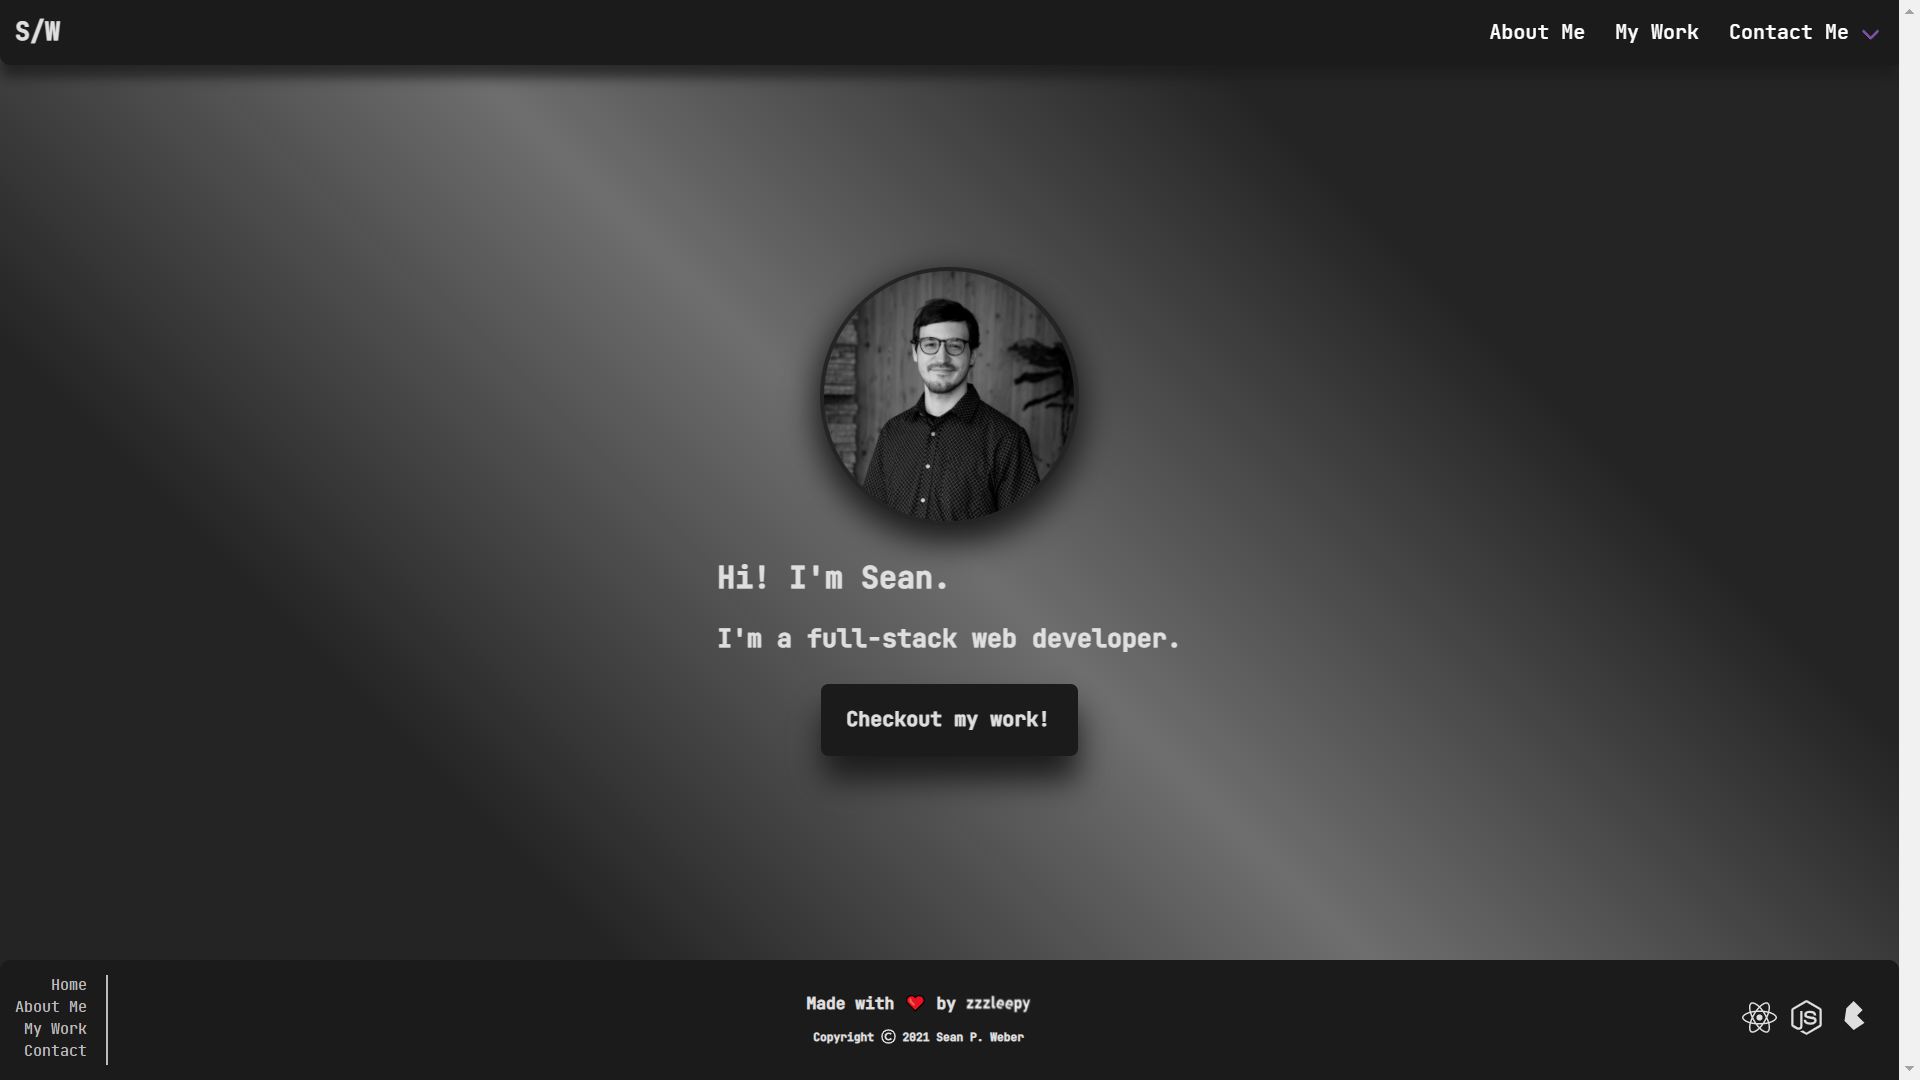 S/W
About Me
My Work
Contact Me
Hi! I'm Sean.
I'm a full-stack web developer.
Checkout my work!
Home
About Me
My Work
Contact
Made with ❤ by zzzleepy
Copyright © 2021 Sean P. Weber
JS